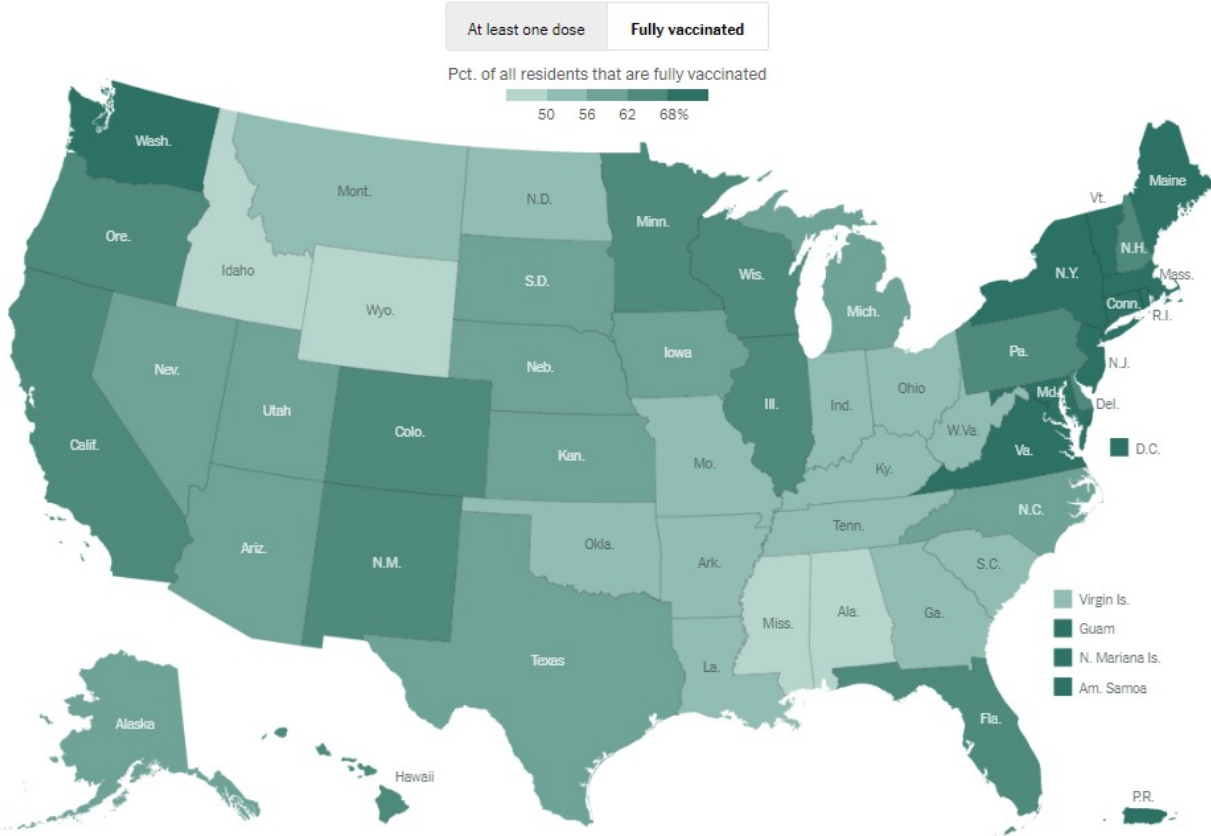 At least one dose
Fully vaccinated
Pct. of all residents that are fully vaccinated
50 56 62 68%
Wash.
Mont.
N.D.
Minn.
Maine
Vt.
Ore.
Idaho
S.D.
Wis.
N.Y.
N.H.
Mass.
Wyo.
Mich.
Conn.
R.I.
Nev.
Utah
Neb.
Iowa
Pa.
N.J.
Calif.
Colo.
Kan.
Ill.
Ind.
Ohio
Md.
Del.
Mo.
Ky.
W.Va.
Va.
D.C.
Ariz.
N.M.
Okla.
Ark.
Tenn.
N.C.
S.C.
Texas
La.
Miss.
Ala.
Ga.
Virgin Is.
Guam
N. Mariana Is.
Am. Samoa
Alaska
Hawaii
Fla.
P.R.